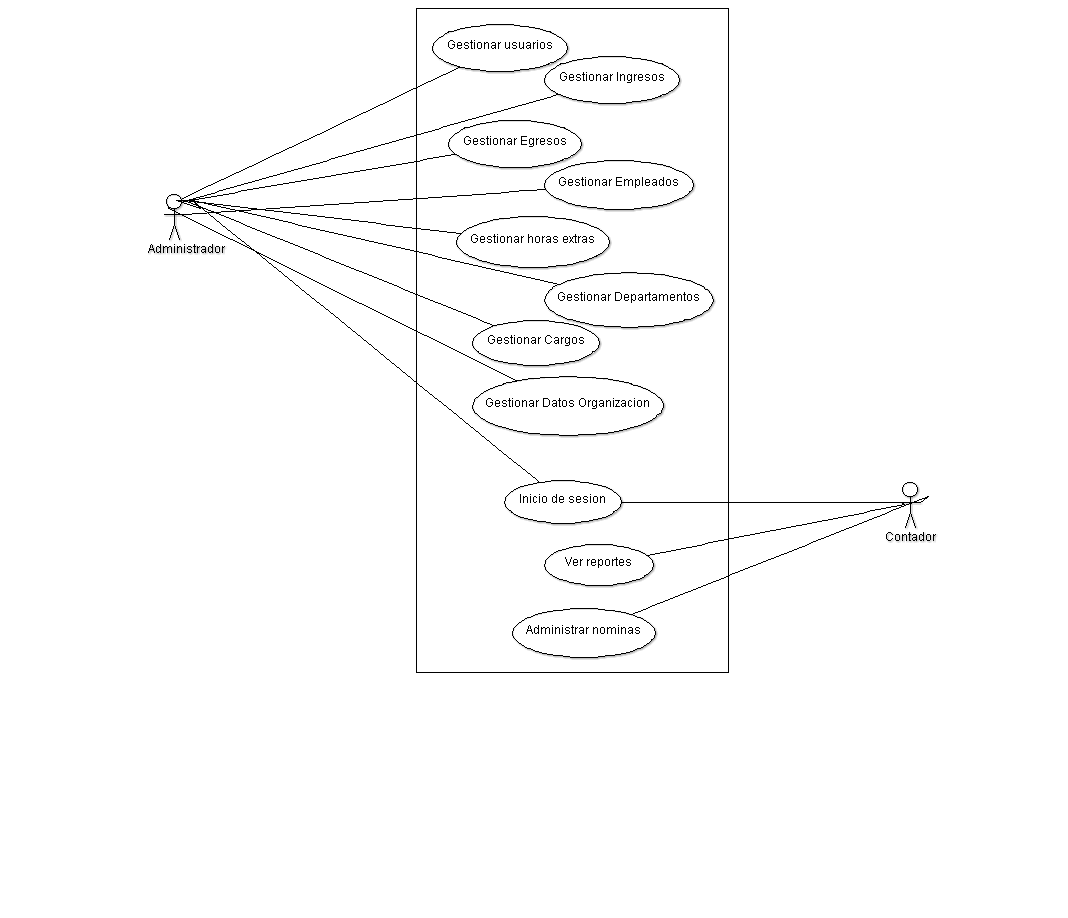 Gestionar usuarios
Gestionar Ingresos
Gestionar Egresos
Gestionar Empleados
Gestionar horas extras
Administrador
Gestionar Departamentos
Gestionar Cargos
Gestionar Datos Organizacion
Inicio de sesion
Contador
Ver reportes
Administrar nominas